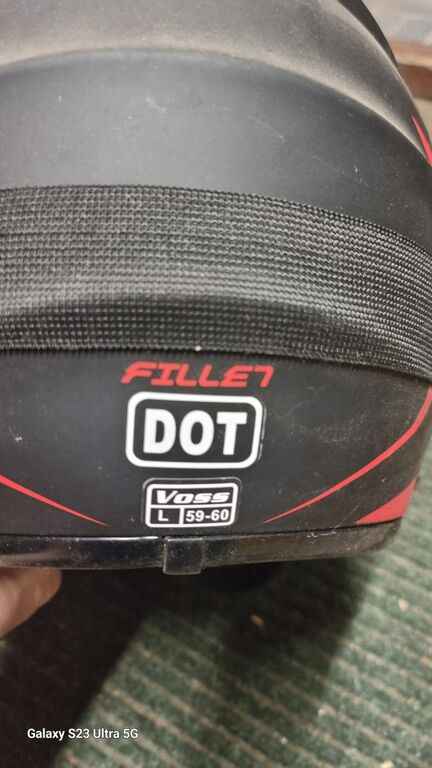 FILLET
DOT
Voss
L 59-60
Galaxy S23 Ultra 5G